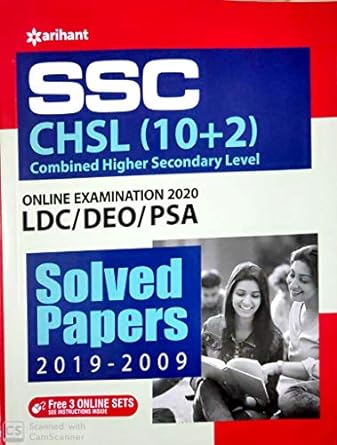 arihant
SSC
CHSL (10+2)
Combined Higher Secondary Level
ONLINE EXAMINATION 2020
LDC/DEO/PSA
Solved
Papers
2019-2009
Free 3 ONLINE SETS
SEE INSTRUCTIONS INSIDE
CS
Scanned with
CamScanner